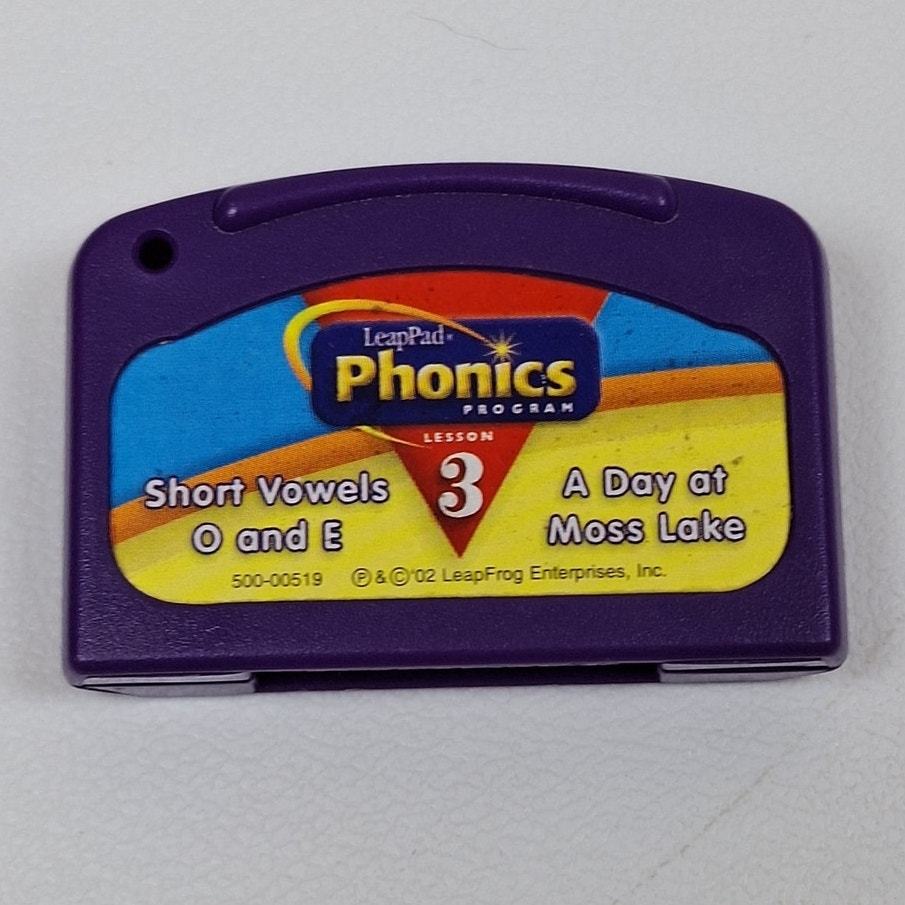 LeapPad
Phonics
PROGRAM
LESSON
3
Short Vowels
O and E
A Day at
Moss Lake
500-00519 ℗&©'02 LeapFrog Enterprises, Inc.